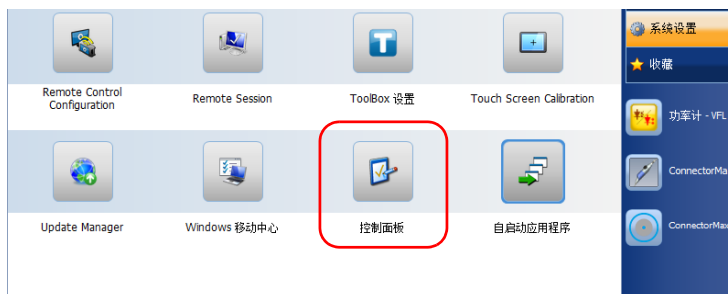 Remote Control
Configuration
Remote Session
ToolBox 设置
Touch Screen Calibration
Update Manager
Windows 移动中心
控制面板
自启动应用程序
系统设置
收藏
功率计 - VFL
ConnectorMa
ConnectorMax